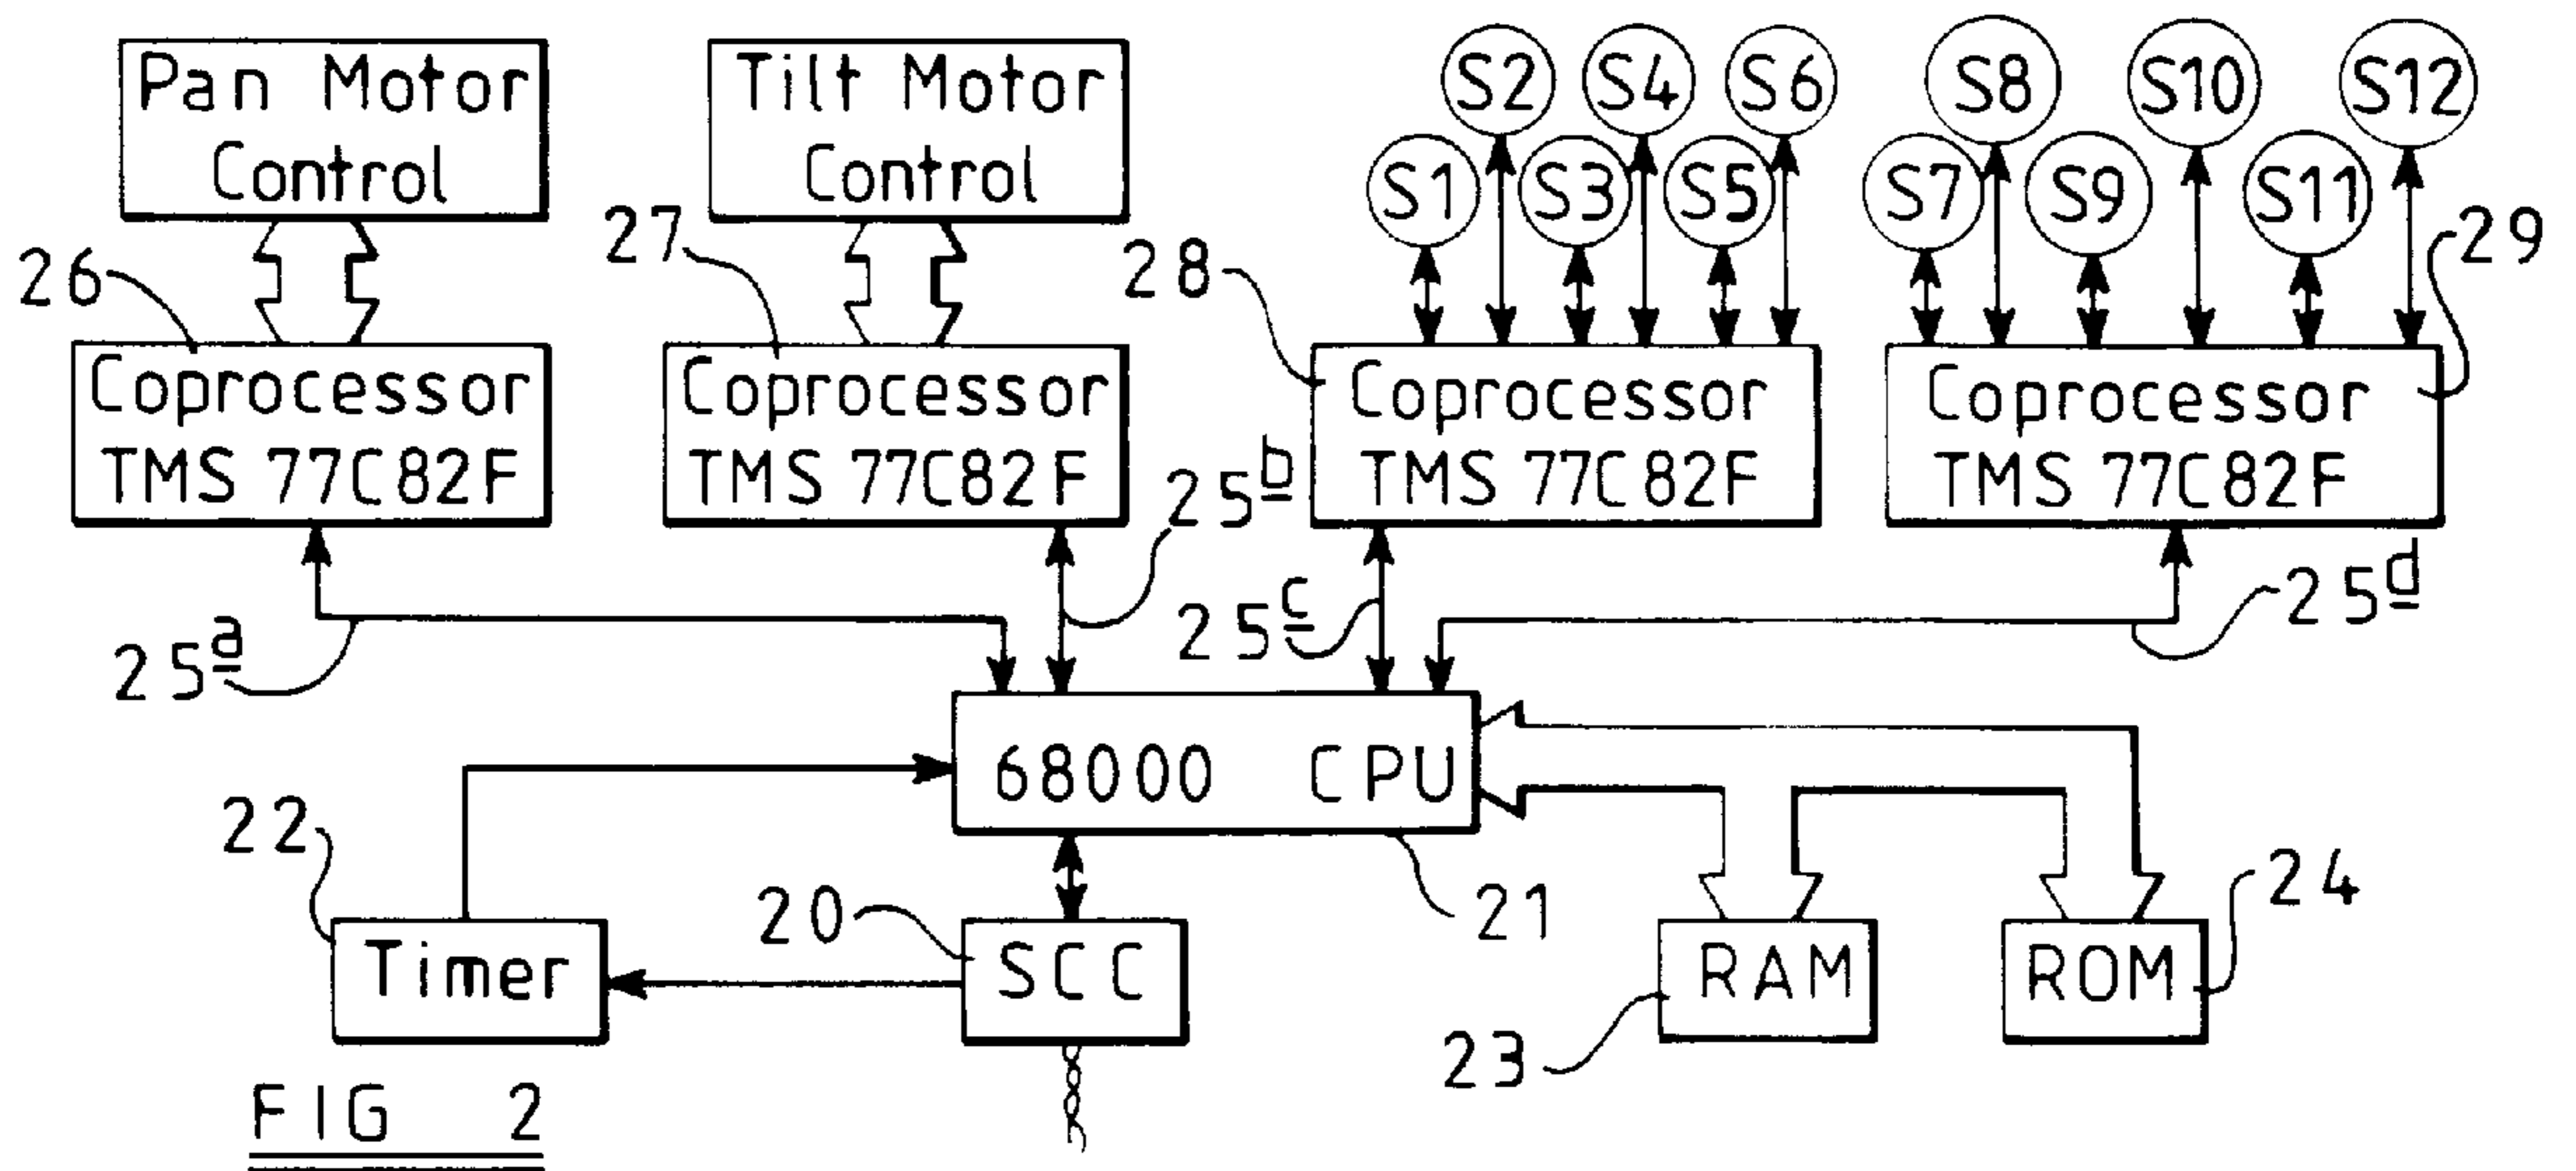 Pan Motor
Control
Tilt Motor
Control
S2 S4 S6 S8 S10 S12
S1 S3 S5 S7 S9 S11
26
27
28
29
Coprocessor
TMS 77C82F
Coprocessor
TMS 77C82F
Coprocessor
TMS 77C82F
Coprocessor
TMS 77C82F
25a
25b
25c
25d
68000 CPU
22
20
21
24
Timer
SCC
RAM
ROM
23
FIG 2